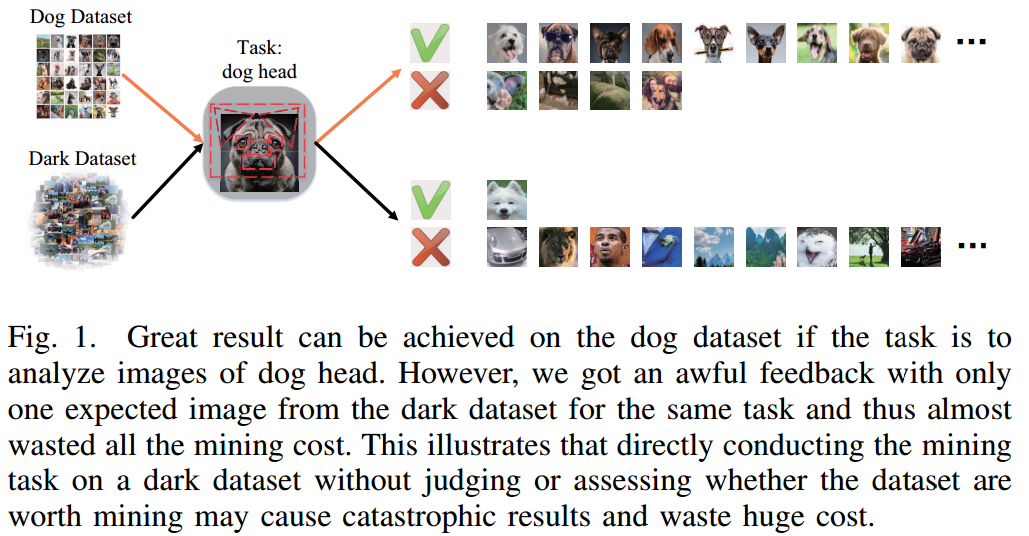 Dog Dataset
Task:
dog head
Dark Dataset
...
...
Fig. 1. Great result can be achieved on the dog dataset if the task is to
analyze images of dog head. However, we got an awful feedback with only
one expected image from the dark dataset for the same task and thus almost
wasted all the mining cost. This illustrates that directly conducting the mining
task on a dark dataset without judging or assessing whether the dataset are
worth mining may cause catastrophic results and waste huge cost.